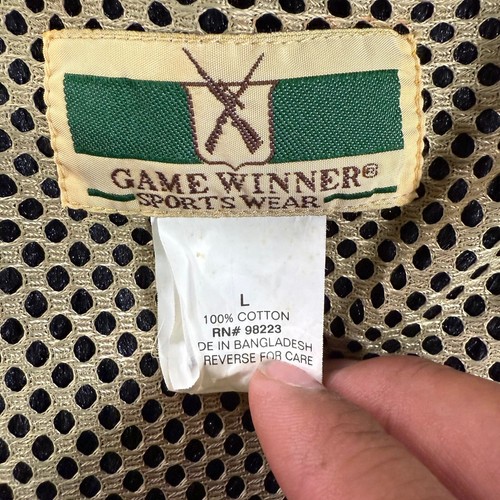 GAME WINNER®
SPORTS WEAR
L
100% COTTON
RN# 98223
DE IN BANGLADESH
REVERSE FOR CARE